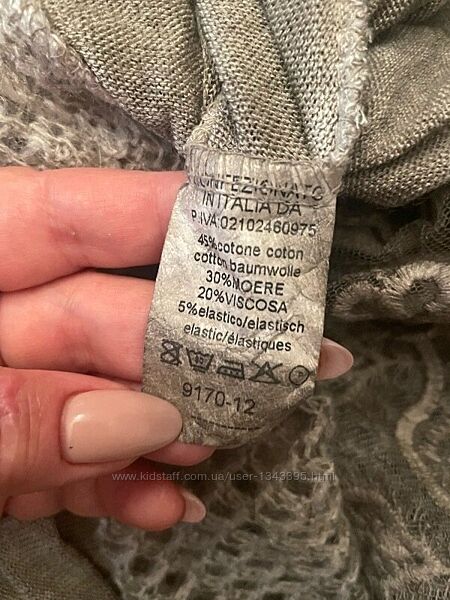 CONFEZIONATO
IN ITALIA DA
P.IVA:02102460975
45%cotone coton
cotton baumwolle
30%MOERE
20%VISCOSA
5%elastico/elastisch
elastic/élastiques
9170-12
www.kidstaff.com.ua/user-1343395.html